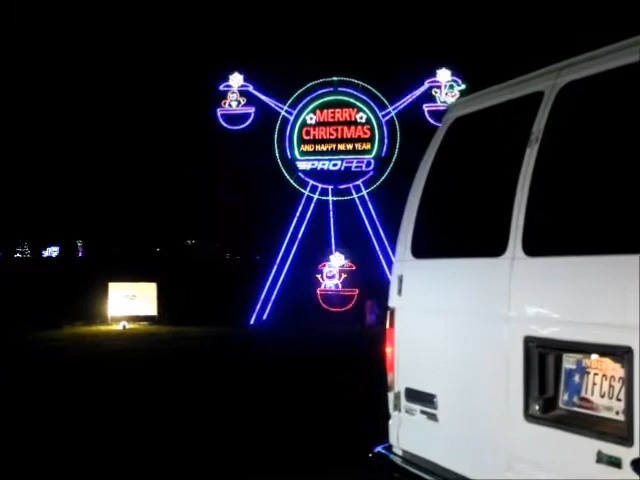 MERRY
CHRISTMAS
AND HAPPY NEW YEAR
PROFED
TFC62